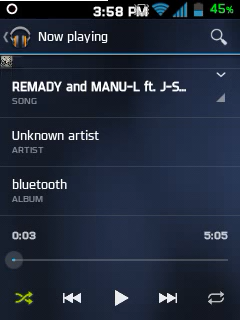 3:58 PM 45%
Now playing
REMADY and MANU-L ft. J-S...
SONG
Unknown artist
ARTIST
bluetooth
ALBUM
0:03 5:05